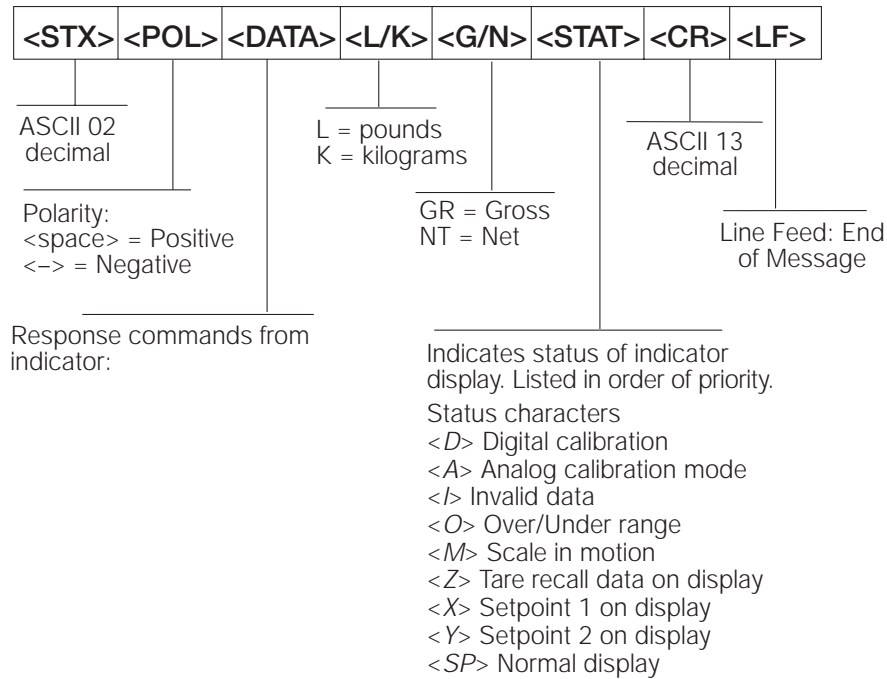 <STX> <POL> <DATA> <L/K> <G/N> <STAT> <CR> <LF>
ASCII 02
decimal
L = pounds
K = kilograms
ASCII 13
decimal
Polarity:
<space> = Positive
<–> = Negative
GR = Gross
NT = Net
Line Feed: End
of Message
Response commands from
indicator:
Indicates status of indicator
display. Listed in order of priority.
Status characters
<D> Digital calibration
<A> Analog calibration mode
<I> Invalid data
<O> Over/Under range
<M> Scale in motion
<Z> Tare recall data on display
<X> Setpoint 1 on display
<Y> Setpoint 2 on display
<SP> Normal display